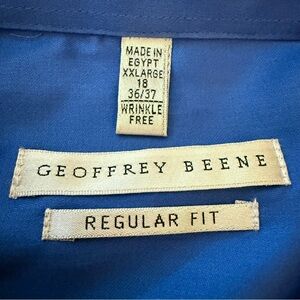 MADE IN
EGYPT
XXLARGE
18
36/37
WRINKLE
FREE
GEOFFREY BEENE
REGULAR FIT